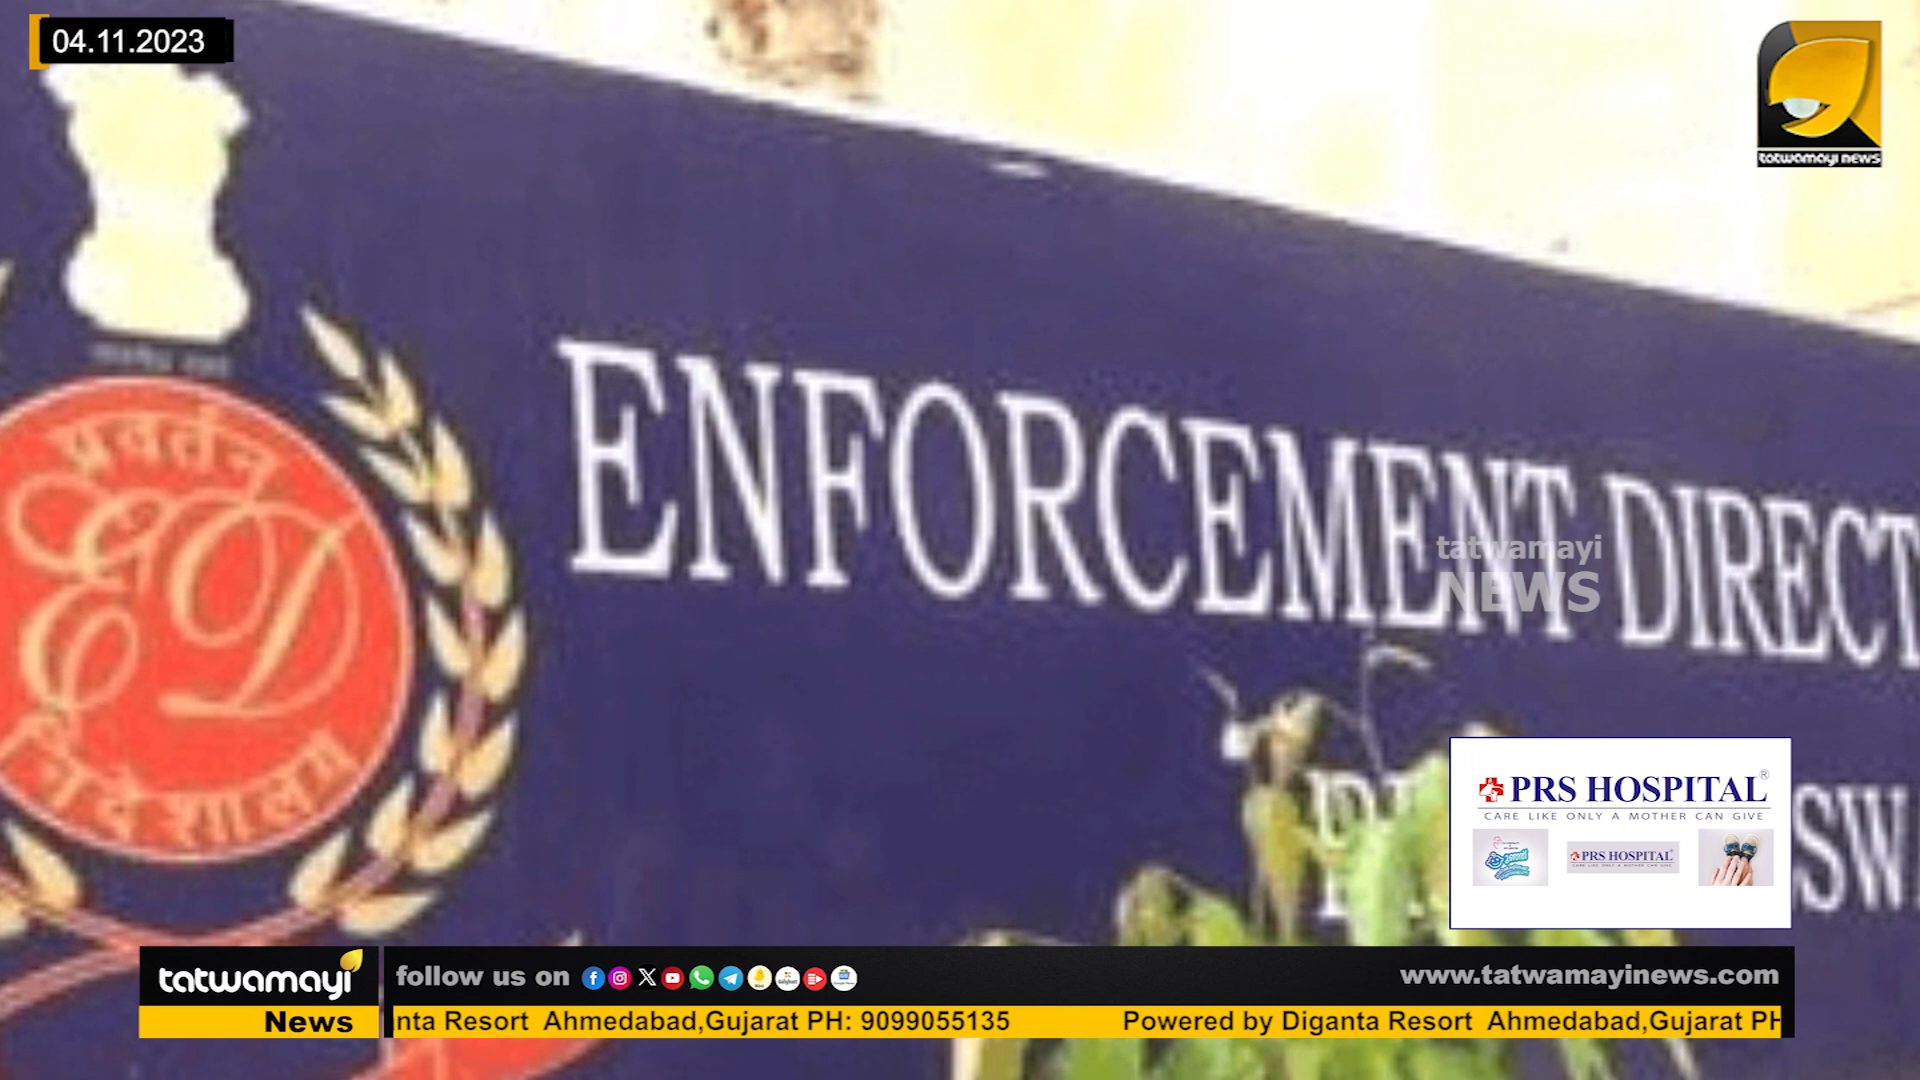 04.11.2023
tatwamayi news
प्रवर्तन
ED
निदेशालय
ENFORCEMENT DIRECT
tatwamayi
NEWS
PRS HOSPITAL®
CARE LIKE ONLY A MOTHER CAN GIVE
PRS HOSPITAL
SW
tatwamayi
News
follow us on
www.tatwamayinews.com
nta Resort Ahmedabad,Gujarat PH: 9099055135 Powered by Diganta Resort Ahmedabad,Gujarat PH